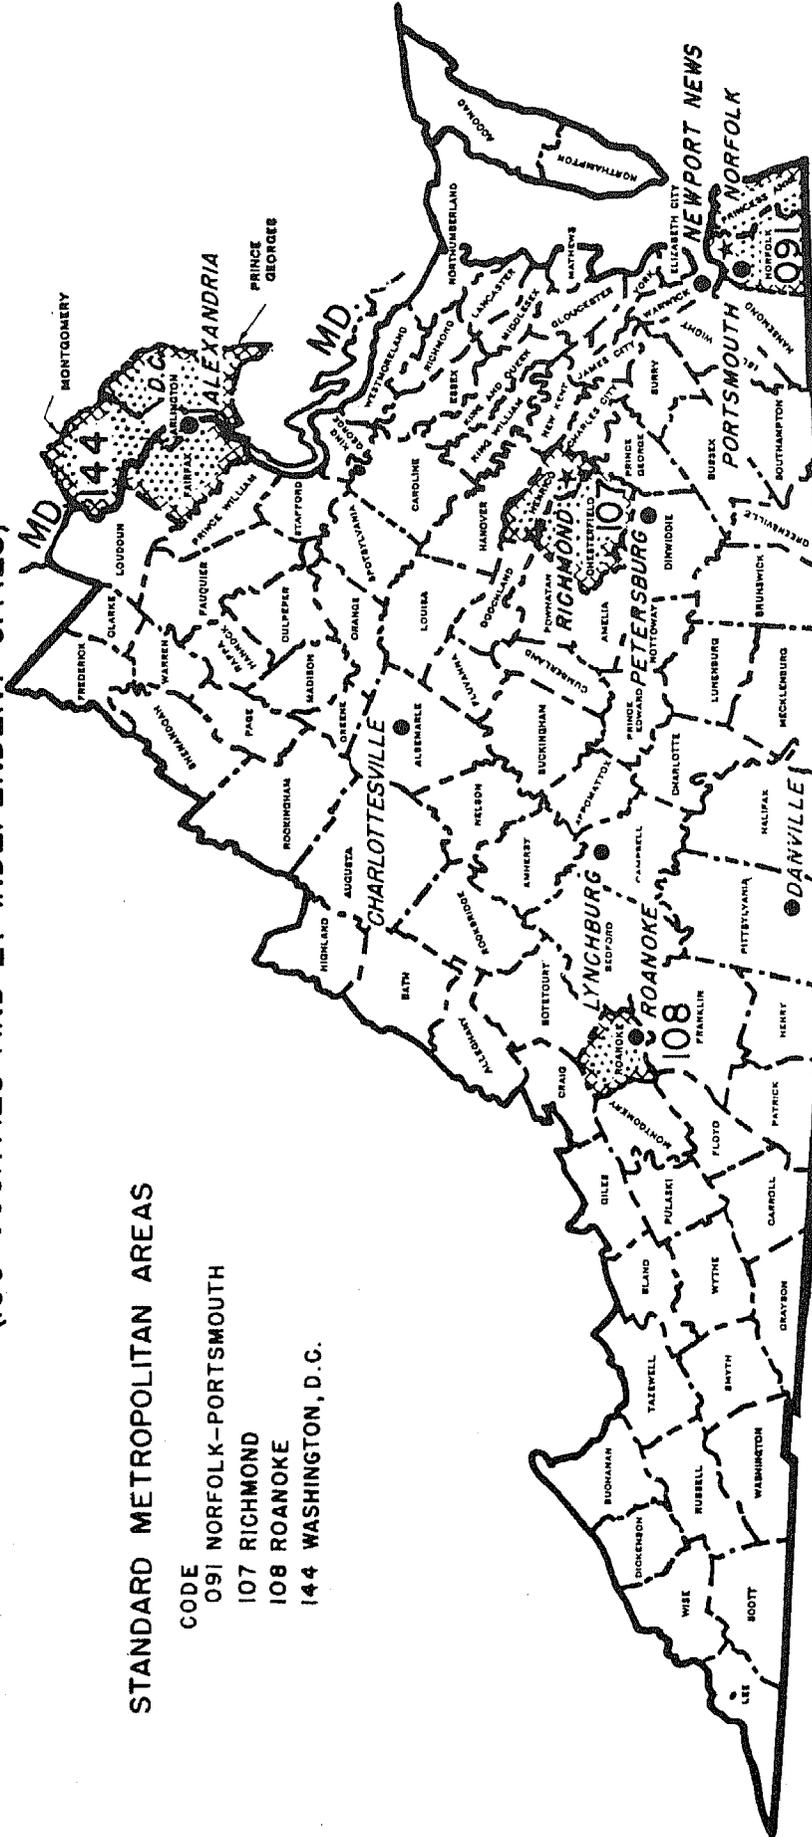 STANDARD METROPOLITAN AREAS
CODE
091 NORFOLK-PORTSMOUTH
107 RICHMOND
108 ROANOKE
144 WASHINGTON, D.C.
MONTGOMERY
PRINCE
GEORGES
MD
144
D.C.
ARLINGTON
ALEXANDRIA
FAIRFAX
MD
LOUDOUN
PRINCE WILLIAM
CLARKE
FREDERICK
WARREN
FAUQUIER
SHENANDOAH
PAGE
RAPPA
HANNOCK
CULPEPER
STAFFORD
KING
GEORGE
WESTMORELAND
NORTHUMBERLAND
RICHMOND
LANCASTER
ACCOMAC
NORTHAMPTON
ROCKINGHAM
MADISON
GREENE
ORANGE
SPOTSYLVANIA
CAROLINE
ESSEX
MIDDLESEX
MATHEWS
KING AND QUEEN
KING WILLIAM
GLOUCESTER
HIGHLAND
AUGUSTA
CHARLOTTESVILLE
ALBEMARLE
LOUISA
HANOVER
NEW KENT
JAMES CITY
YORK
ELIZABETH CITY
WARWICK
NEWPORT NEWS
BATH
ROCKBRIDGE
NELSON
FLUVANNA
GOOCHLAND
HENRICO
CHARLES CITY
ALLEGHANY
BOTETOURT
AMHERST
BUCKINGHAM
CUMBERLAND
POWHATAN
RICHMOND
CHESTERFIELD
107
PRINCE
GEORGE
SURRY
ISL
WIGHT
NORFOLK
PRINCESS ANNE
NORFOLK
091
PORTSMOUTH
NANSEMOND
CRAIG
LYNCHBURG
BEDFORD
CAMPBELL
APPOMATTOX
PRINCE
EDWARD
AMELIA
NOTTOWAY
PETERSBURG
DINWIDDIE
SUSSEX
SOUTHAMPTON
ROANOKE
ROANOKE
108
FRANKLIN
PITTSYLVANIA
HALIFAX
CHARLOTTE
LUNENBURG
MECKLENBURG
BRUNSWICK
GREENSVILLE
DANVILLE
GILES
MONTGOMERY
FLOYD
PATRICK
HENRY
BUCHANAN
TAZEWELL
BLAND
PULASKI
DICKENSON
RUSSELL
SMYTH
WYTHE
CARROLL
WISE
SCOTT
WASHINGTON
GRAYSON
LEE